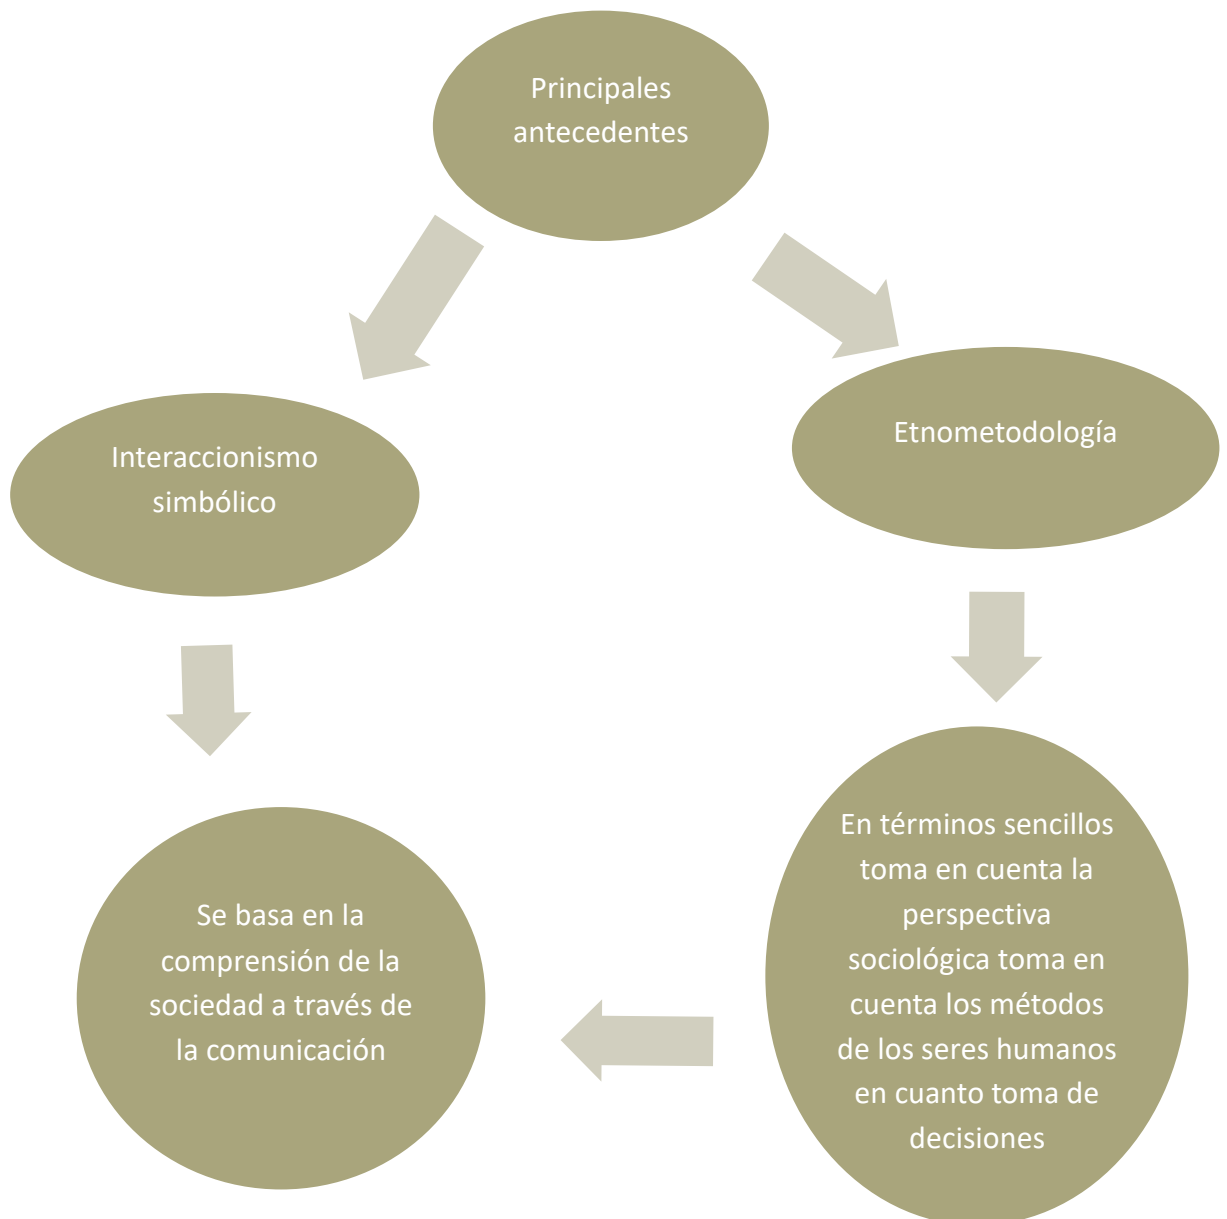 Principales
antecedentes
Interaccionismo
simbólico
Etnometodología
Se basa en la
comprensión de la
sociedad a través de
la comunicación
En términos sencillos
toma en cuenta la
perspectiva
sociológica toma en
cuenta los métodos
de los seres humanos
en cuanto toma de
decisiones